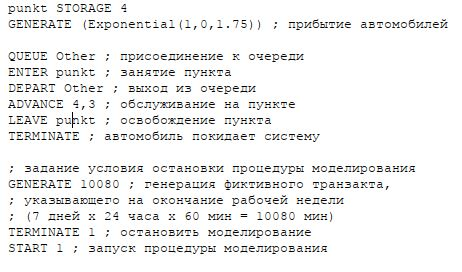 punkt STORAGE 4
GENERATE (Exponential(1,0,1.75)) ; прибытие автомобилей
QUEUE Other ; присоединение к очереди
ENTER punkt ; занятие пункта
DEPART Other ; выход из очереди
ADVANCE 4,3 ; обслуживание на пункте
LEAVE punkt ; освобождение пункта
TERMINATE ; автомобиль покидает систему
; задание условия остановки процедуры моделирования
GENERATE 10080 ; генерация фиктивного транзакта,
; указывающего на окончание рабочей недели
; (7 дней х 24 часа х 60 мин = 10080 мин)
TERMINATE 1 ; остановить моделирование
START 1 ; запуск процедуры моделирования